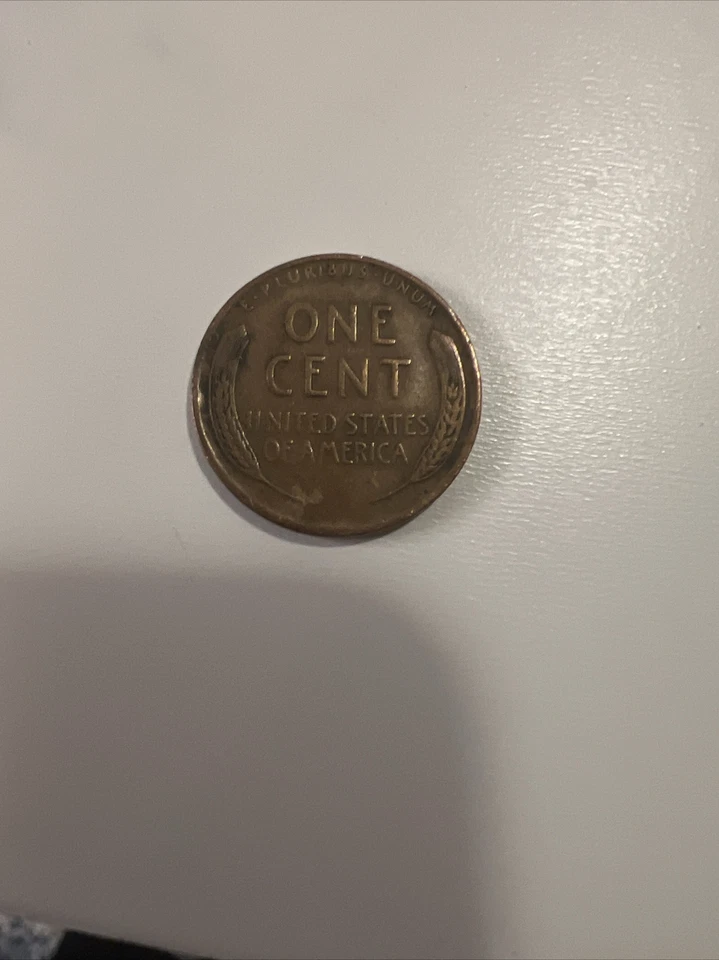 E·PLURIBUS·UNUM
ONE
CENT
UNITED STATES
OF AMERICA